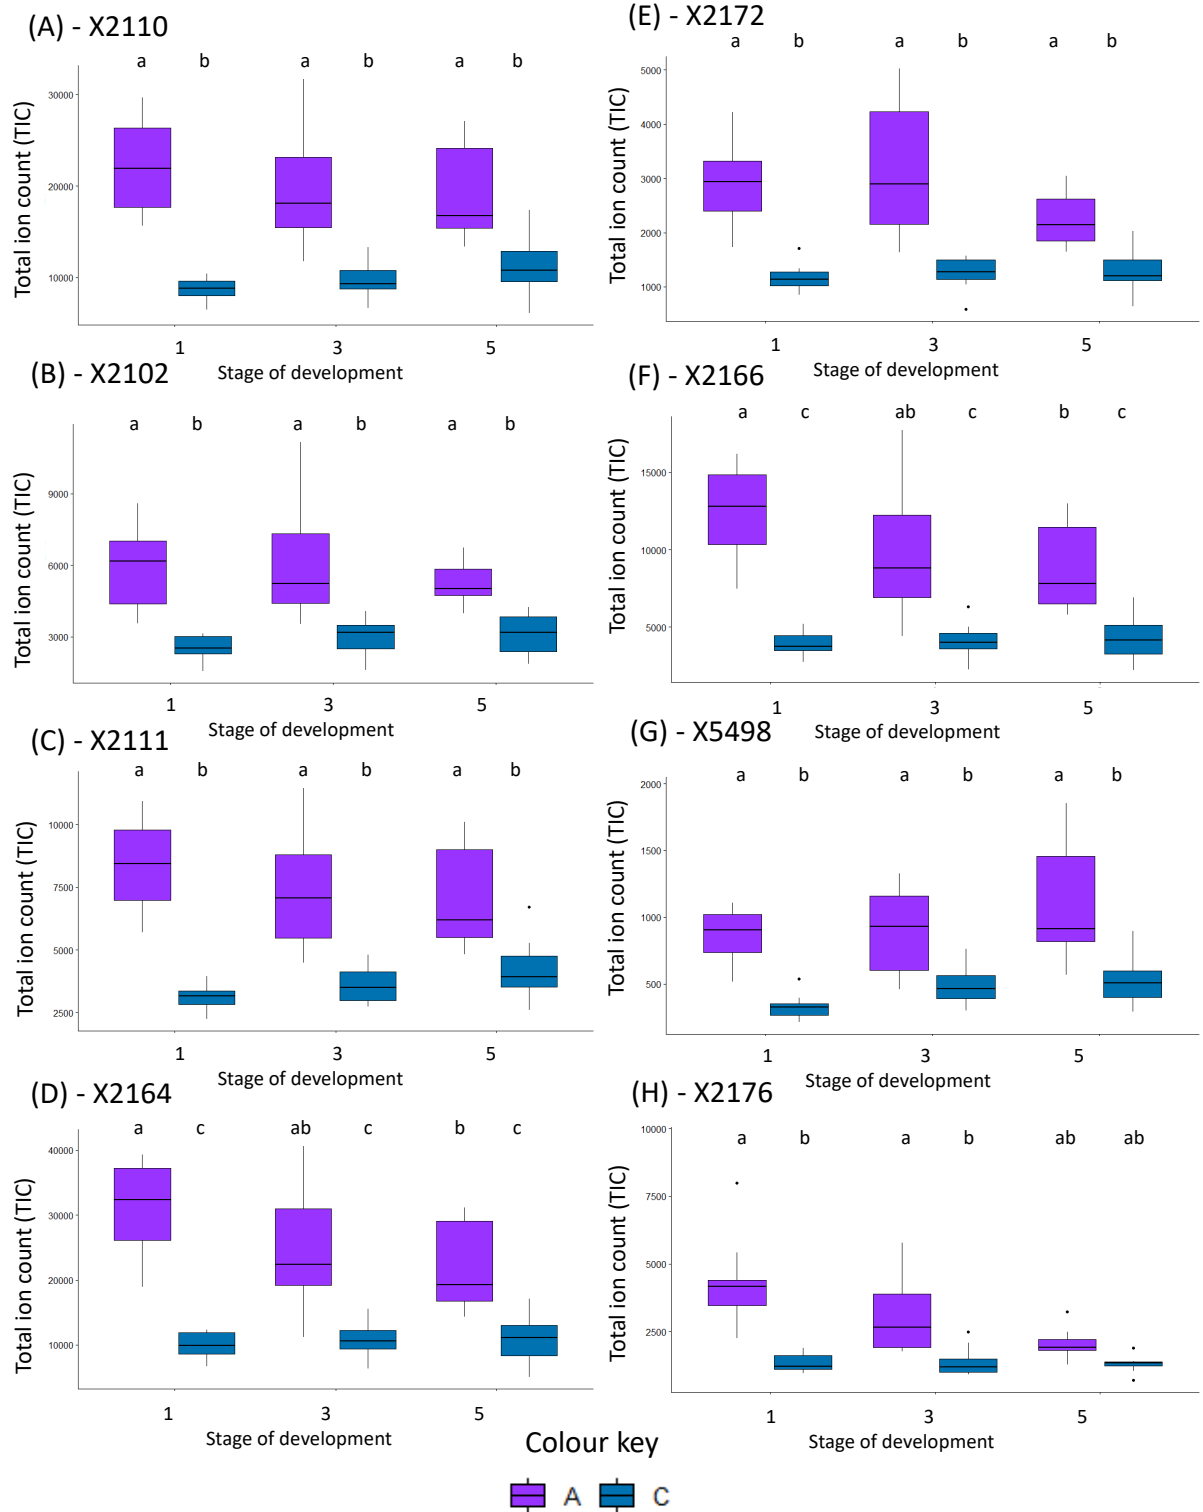 (A) - X2110
a b a b a b
Total ion count (TIC)
30000
20000
10000
1 3 5
Stage of development
(B) - X2102
a b a b a b
Total ion count (TIC)
9000
6000
3000
1 3 5
Stage of development
(C) - X2111
a b a b a b
Total ion count (TIC)
10000
7500
5000
2500
1 3 5
Stage of development
(D) - X2164
a c ab c b c
Total ion count (TIC)
40000
30000
20000
10000
1 3 5
Stage of development
(E) - X2172
a b a b a b
Total ion count (TIC)
5000
4000
3000
2000
1000
1 3 5
Stage of development
(F) - X2166
a c ab c b c
Total ion count (TIC)
15000
10000
5000
1 3 5
Stage of development
(G) - X5498
a b a b a b
Total ion count (TIC)
2000
1500
1000
500
1 3 5
Stage of development
(H) - X2176
a b a b ab ab
Total ion count (TIC)
10000
7500
5000
2500
1 3 5
Stage of development
Colour key
A C